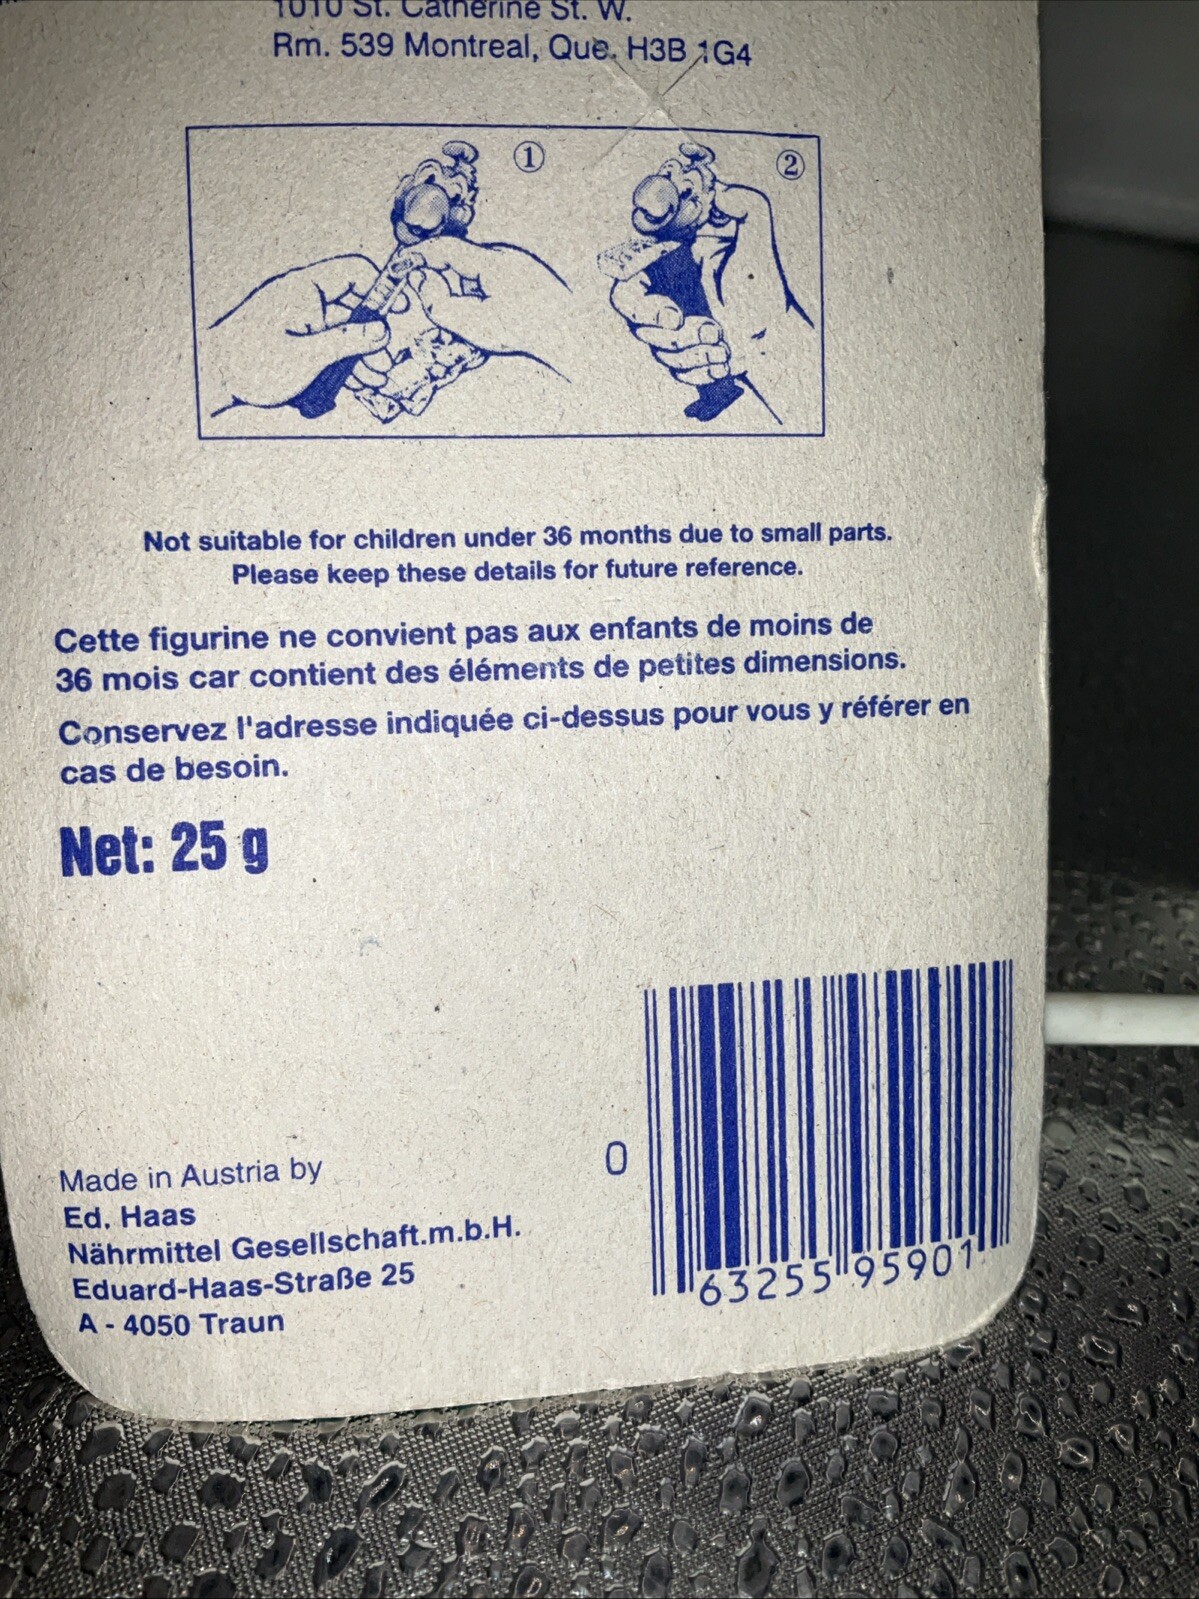 1010 St. Catherine St. W.
Rm. 539 Montreal, Que. H3B 1G4
① ②
Not suitable for children under 36 months due to small parts.
Please keep these details for future reference.
Cette figurine ne convient pas aux enfants de moins de
36 mois car contient des éléments de petites dimensions.
Conservez l'adresse indiquée ci-dessus pour vous y référer en
cas de besoin.
Net: 25 g
Made in Austria by
Ed. Haas
Nährmittel Gesellschaft.m.b.H.
Eduard-Haas-Straße 25
A - 4050 Traun
0 63255 95901